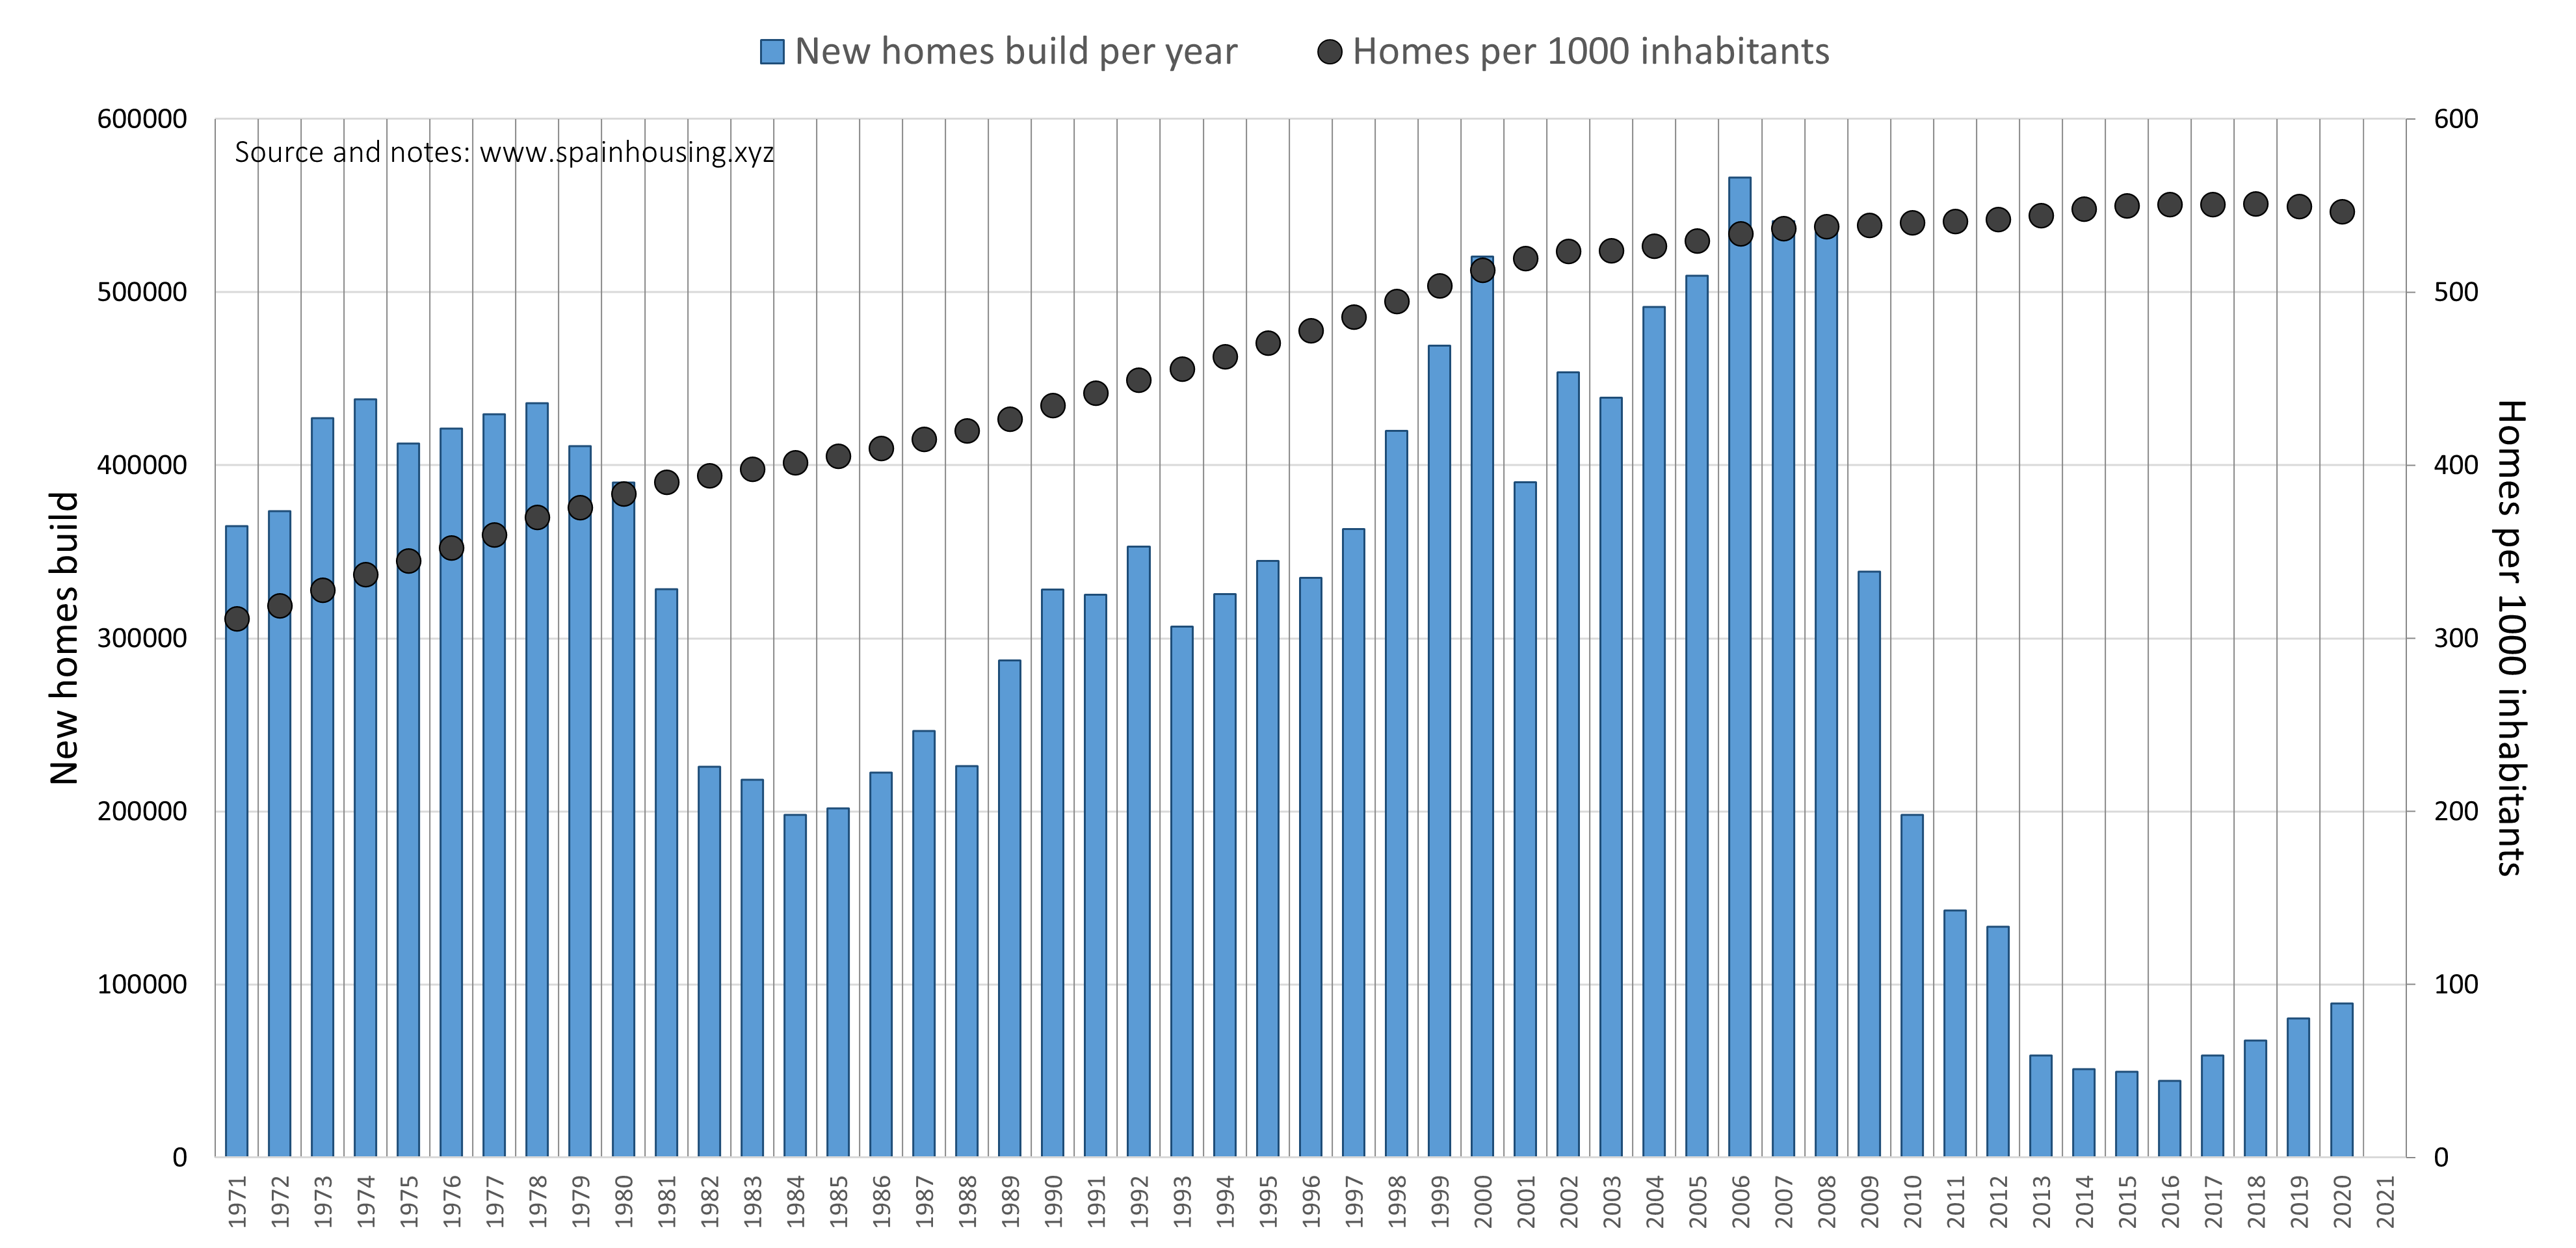 New homes build per year
Homes per 1000 inhabitants
Source and notes: www.spainhousing.xyz
New homes build
600000
500000
400000
300000
200000
100000
0
600
500
400
300
200
100
0
Homes per 1000 inhabitants
1971 1972 1973 1974 1975 1976 1977 1978 1979 1980 1981 1982 1983 1984 1985 1986 1987 1988 1989 1990 1991 1992 1993 1994 1995 1996 1997 1998 1999 2000 2001 2002 2003 2004 2005 2006 2007 2008 2009 2010 2011 2012 2013 2014 2015 2016 2017 2018 2019 2020 2021